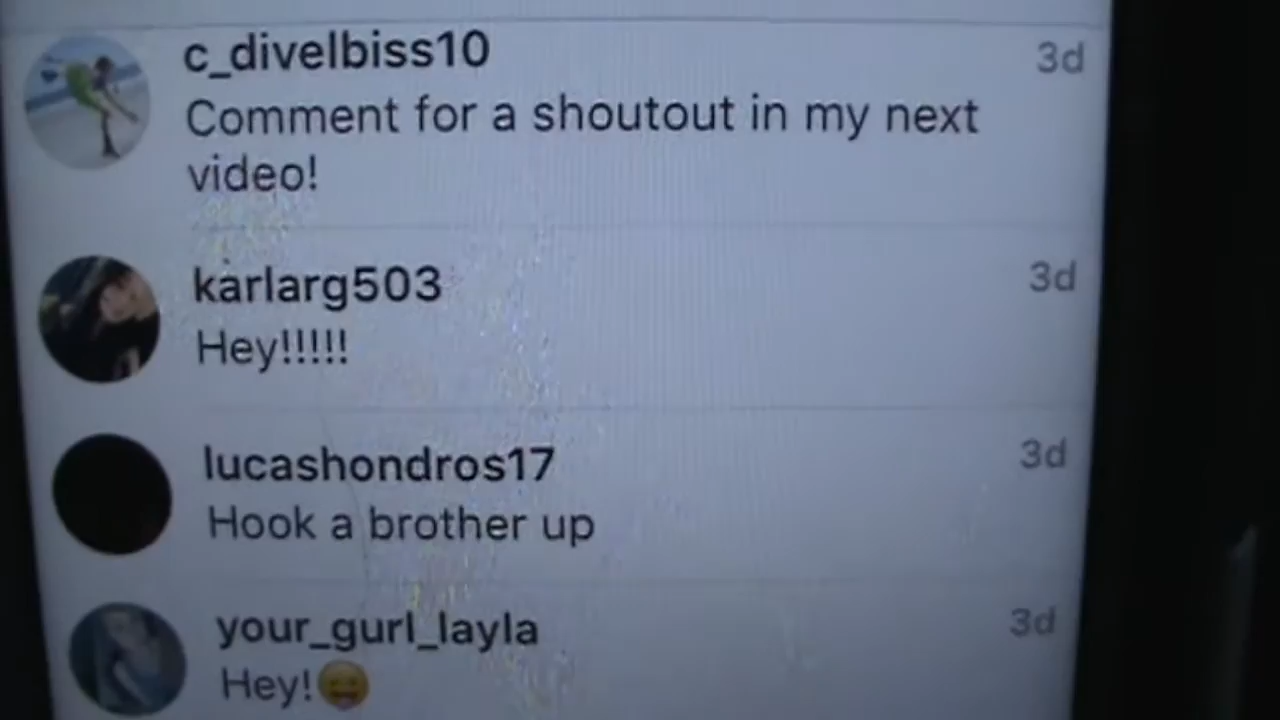 c_divelbiss10 3d
Comment for a shoutout in my next
video!
karlarg503 3d
Hey!!!!!
lucashondros17 3d
Hook a brother up
your_gurl_layla 3d
Hey!😝